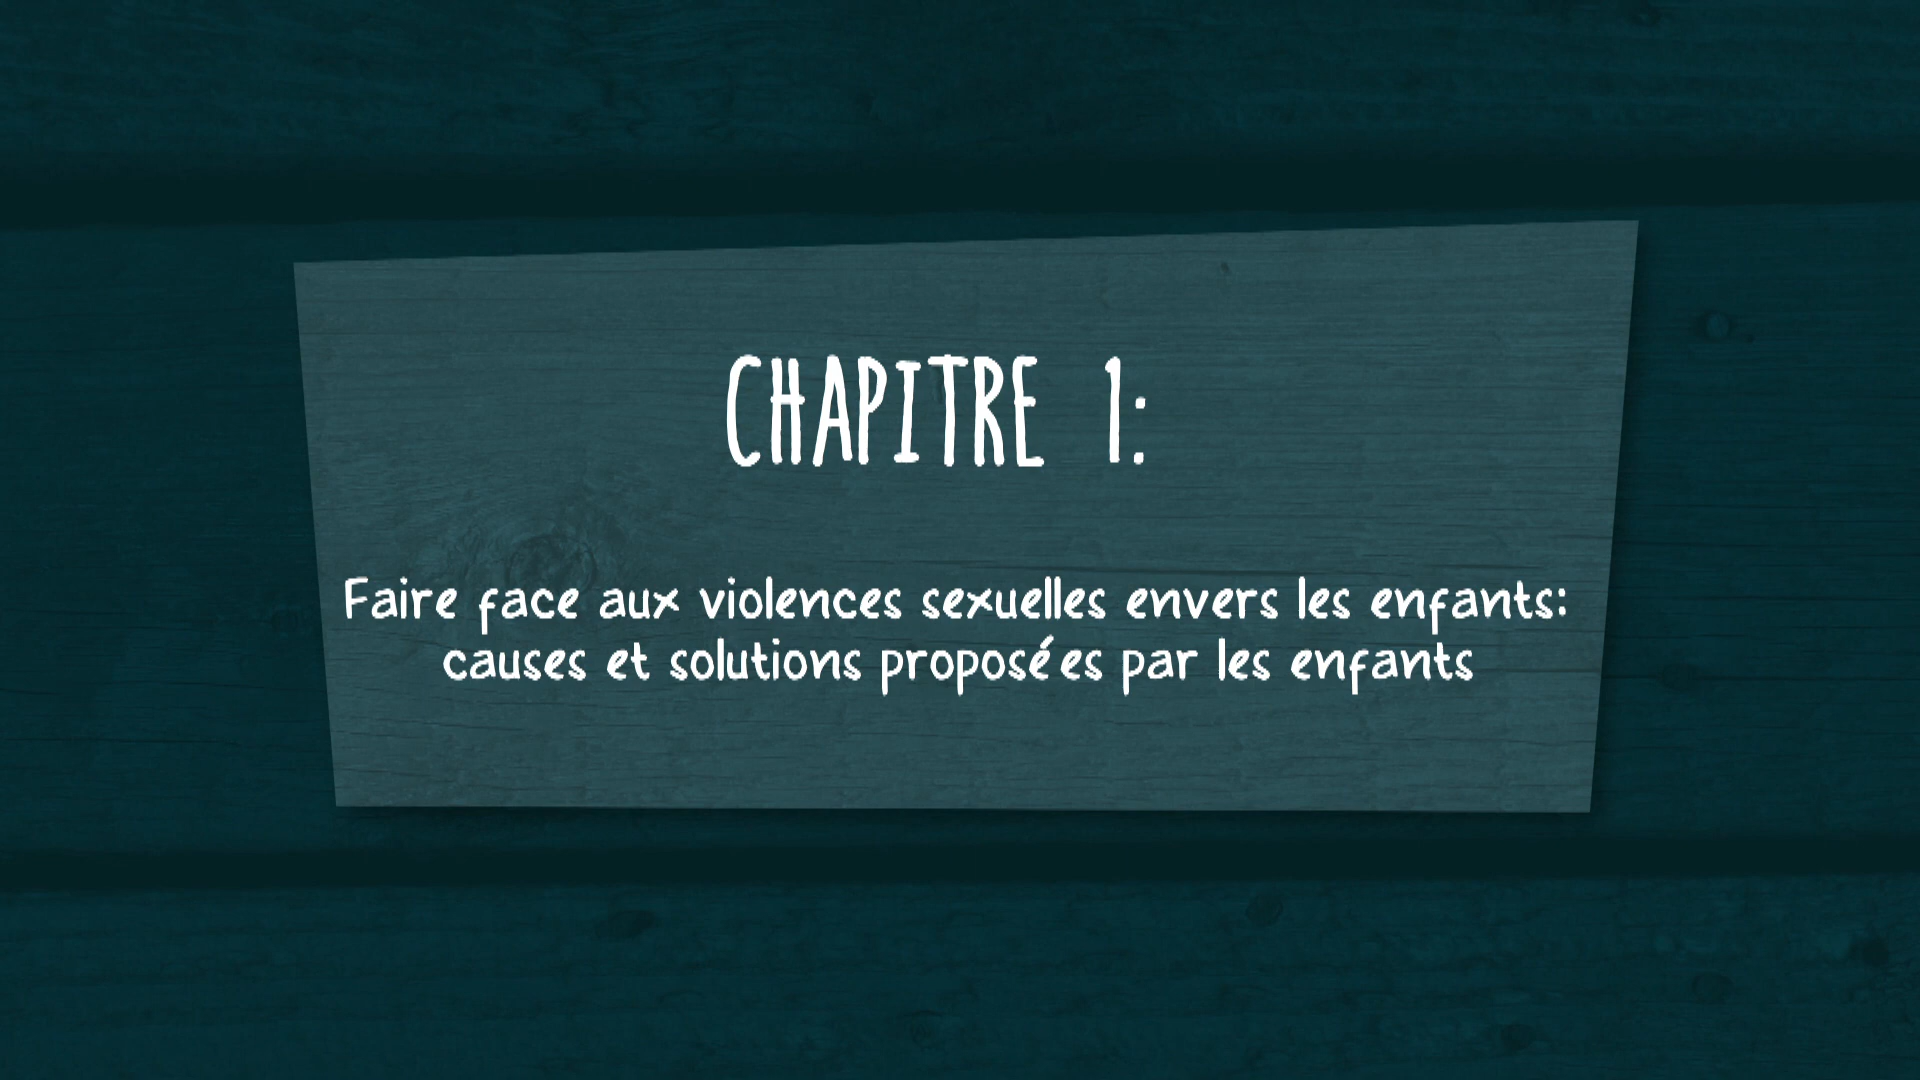 CHAPITRE 1:
Faire face aux violences sexuelles envers les enfants:
causes et solutions proposées par les enfants